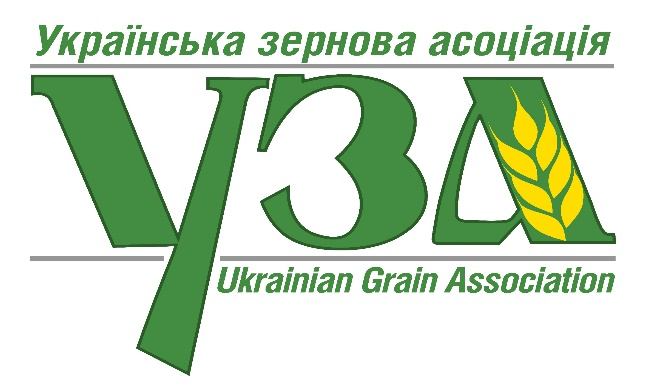 Українська зернова асоціація
УЗА
Ukrainian Grain Association